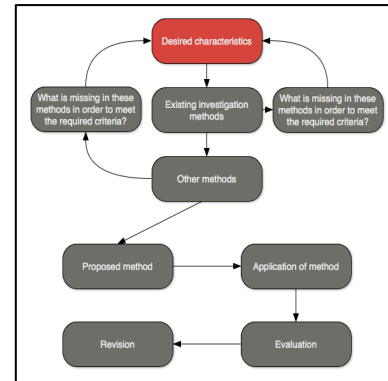 Desired characteristics
What is missing in these
methods in order to meet
the required criteria?
Existing investigation
methods
What is missing in these
methods in order to meet
the required criteria?
Other methods
Proposed method
Application of method
Revision
Evaluation